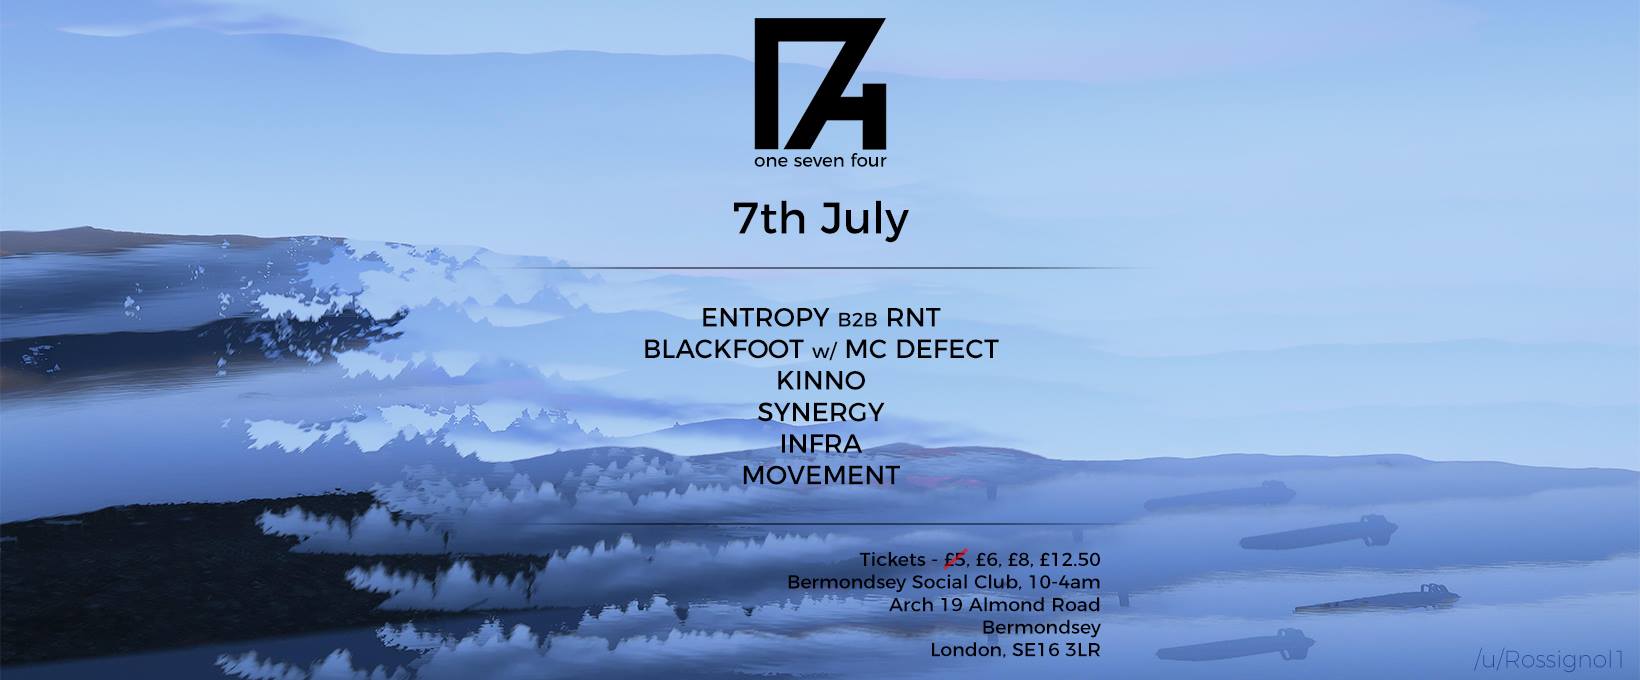 174
one seven four
7th July
ENTROPY B2B RNT
BLACKFOOT w/ MC DEFECT
KINNO
SYNERGY
INFRA
MOVEMENT
Tickets - £5, £6, £8, £12.50
Bermondsey Social Club, 10-4am
Arch 19 Almond Road
Bermondsey
London, SE16 3LR
/u/Rossignol1